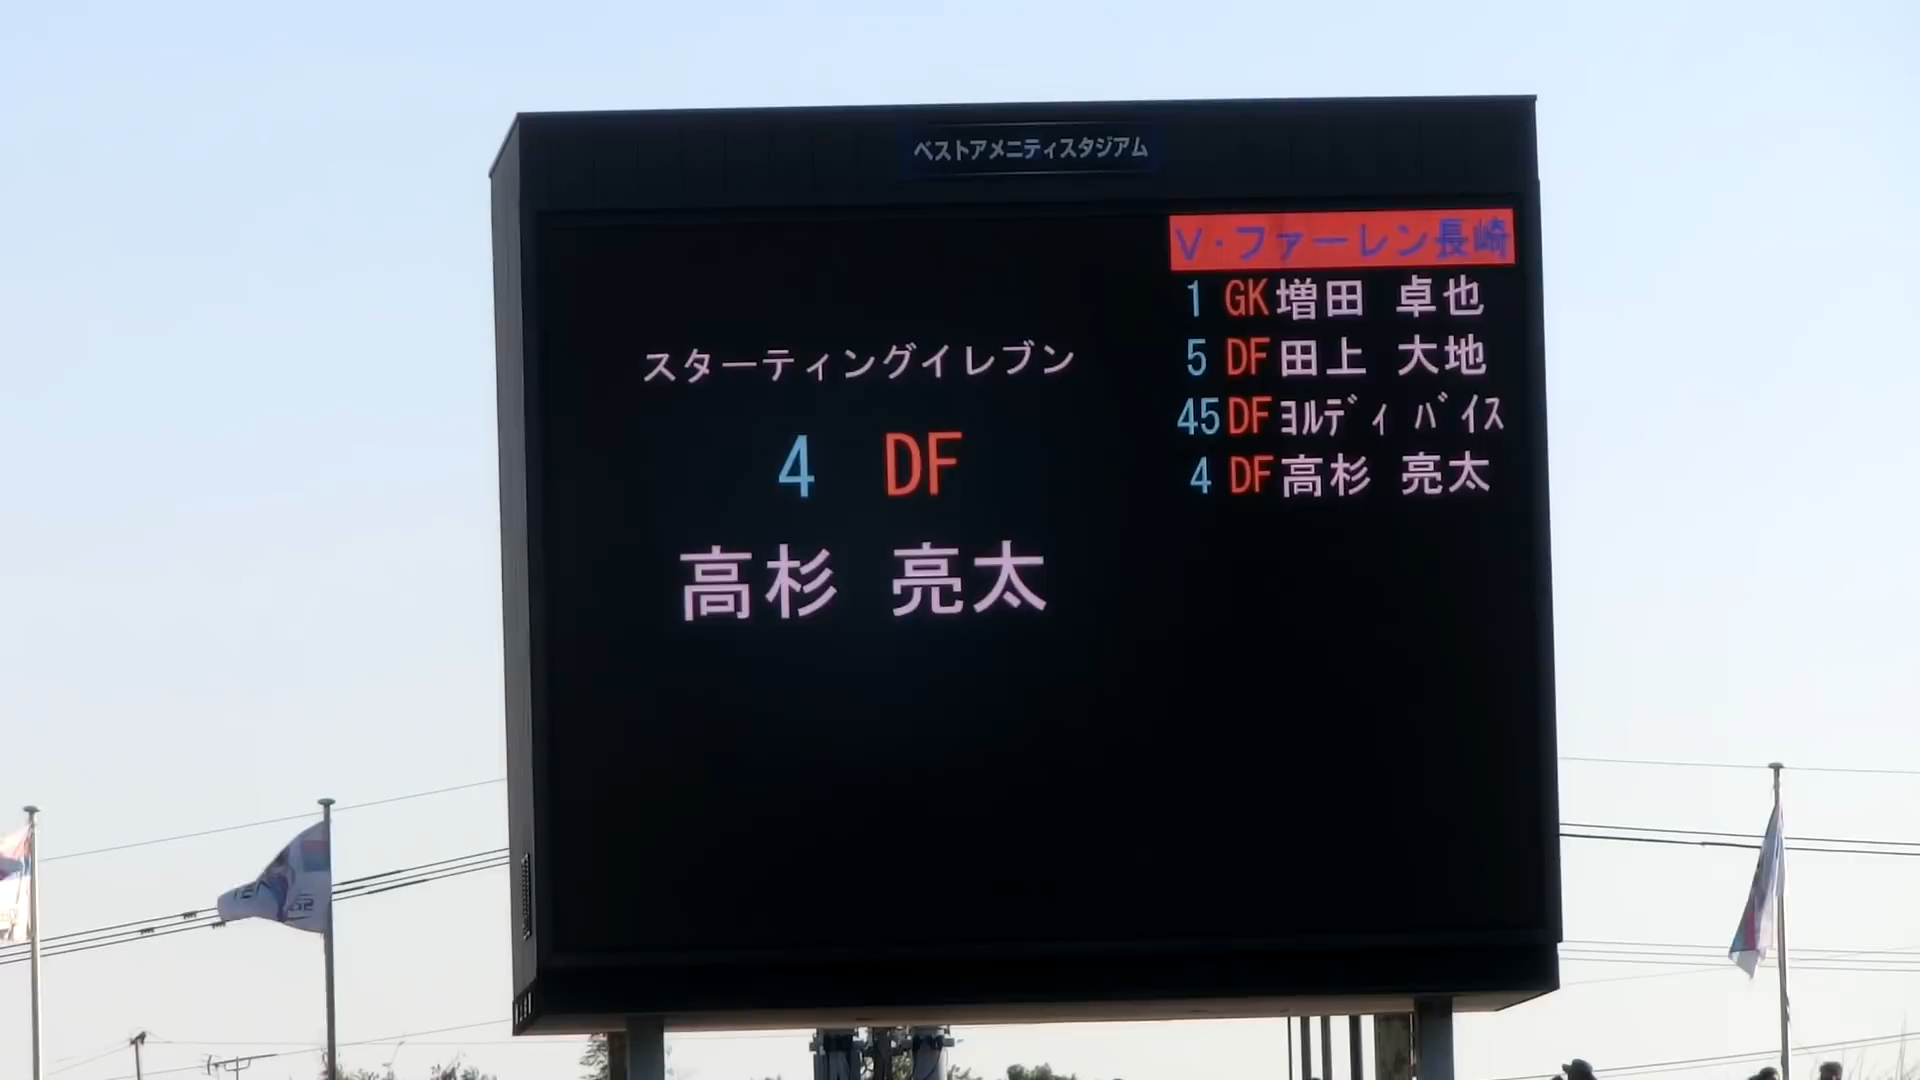 ベストアメニティスタジアム
スターティングイレブン
4 DF
高杉 亮太
V・ファーレン長崎
1 GK 増田 卓也
5 DF 田上 大地
45 DF ﾖﾙﾃﾞｨ ﾊﾞｲｽ
4 DF 高杉 亮太